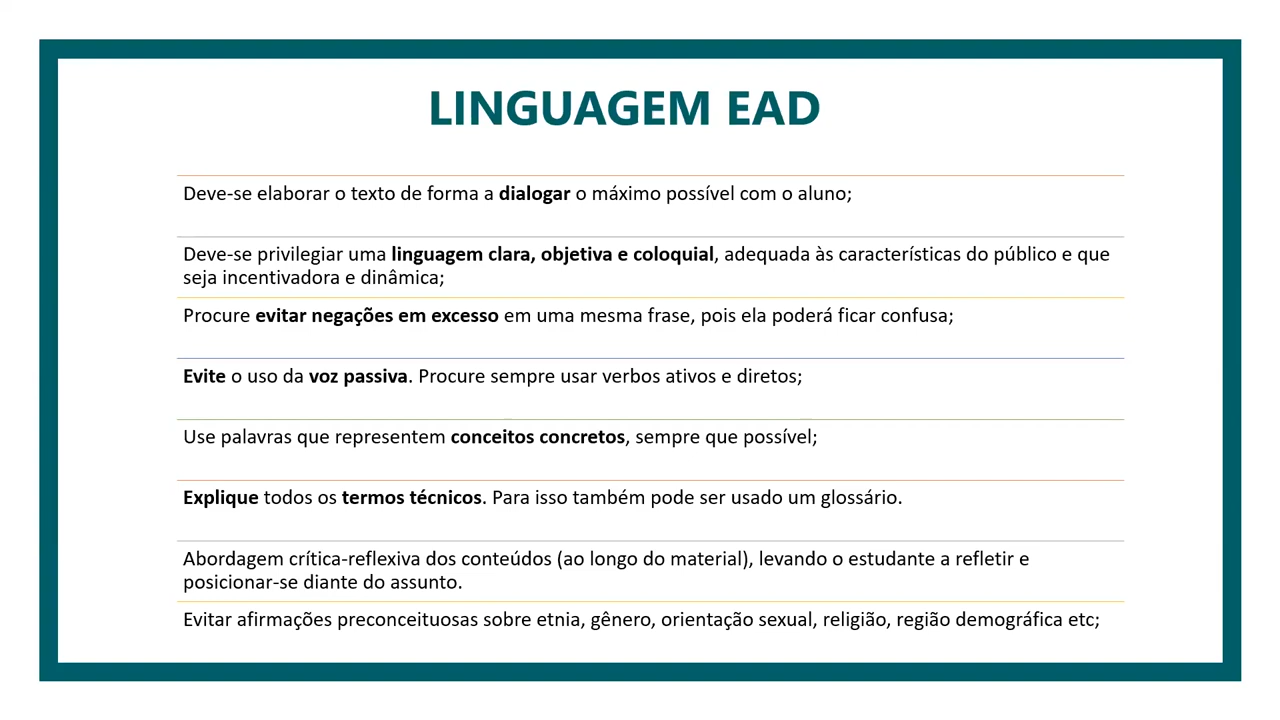 LINGUAGEM EAD
Deve-se elaborar o texto de forma a dialogar o máximo possível com o aluno;
Deve-se privilegiar uma linguagem clara, objetiva e coloquial, adequada às características do público e que
seja incentivadora e dinâmica;
Procure evitar negações em excesso em uma mesma frase, pois ela poderá ficar confusa;
Evite o uso da voz passiva. Procure sempre usar verbos ativos e diretos;
Use palavras que representem conceitos concretos, sempre que possível;
Explique todos os termos técnicos. Para isso também pode ser usado um glossário.
Abordagem crítica-reflexiva dos conteúdos (ao longo do material), levando o estudante a refletir e
posicionar-se diante do assunto.
Evitar afirmações preconceituosas sobre etnia, gênero, orientação sexual, religião, região demográfica etc;